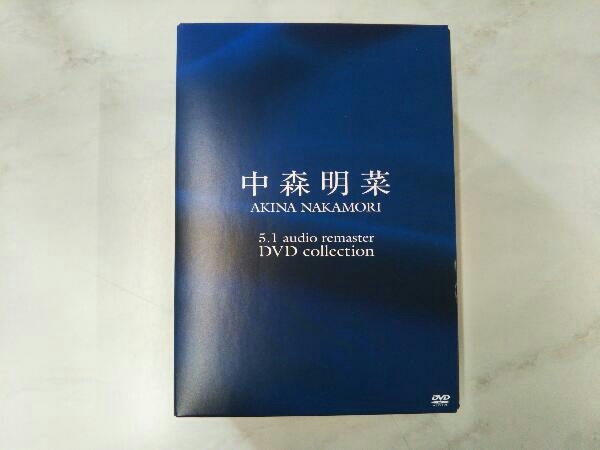 中森明菜
AKINA NAKAMORI
5.1 audio remaster
DVD collection
DVD